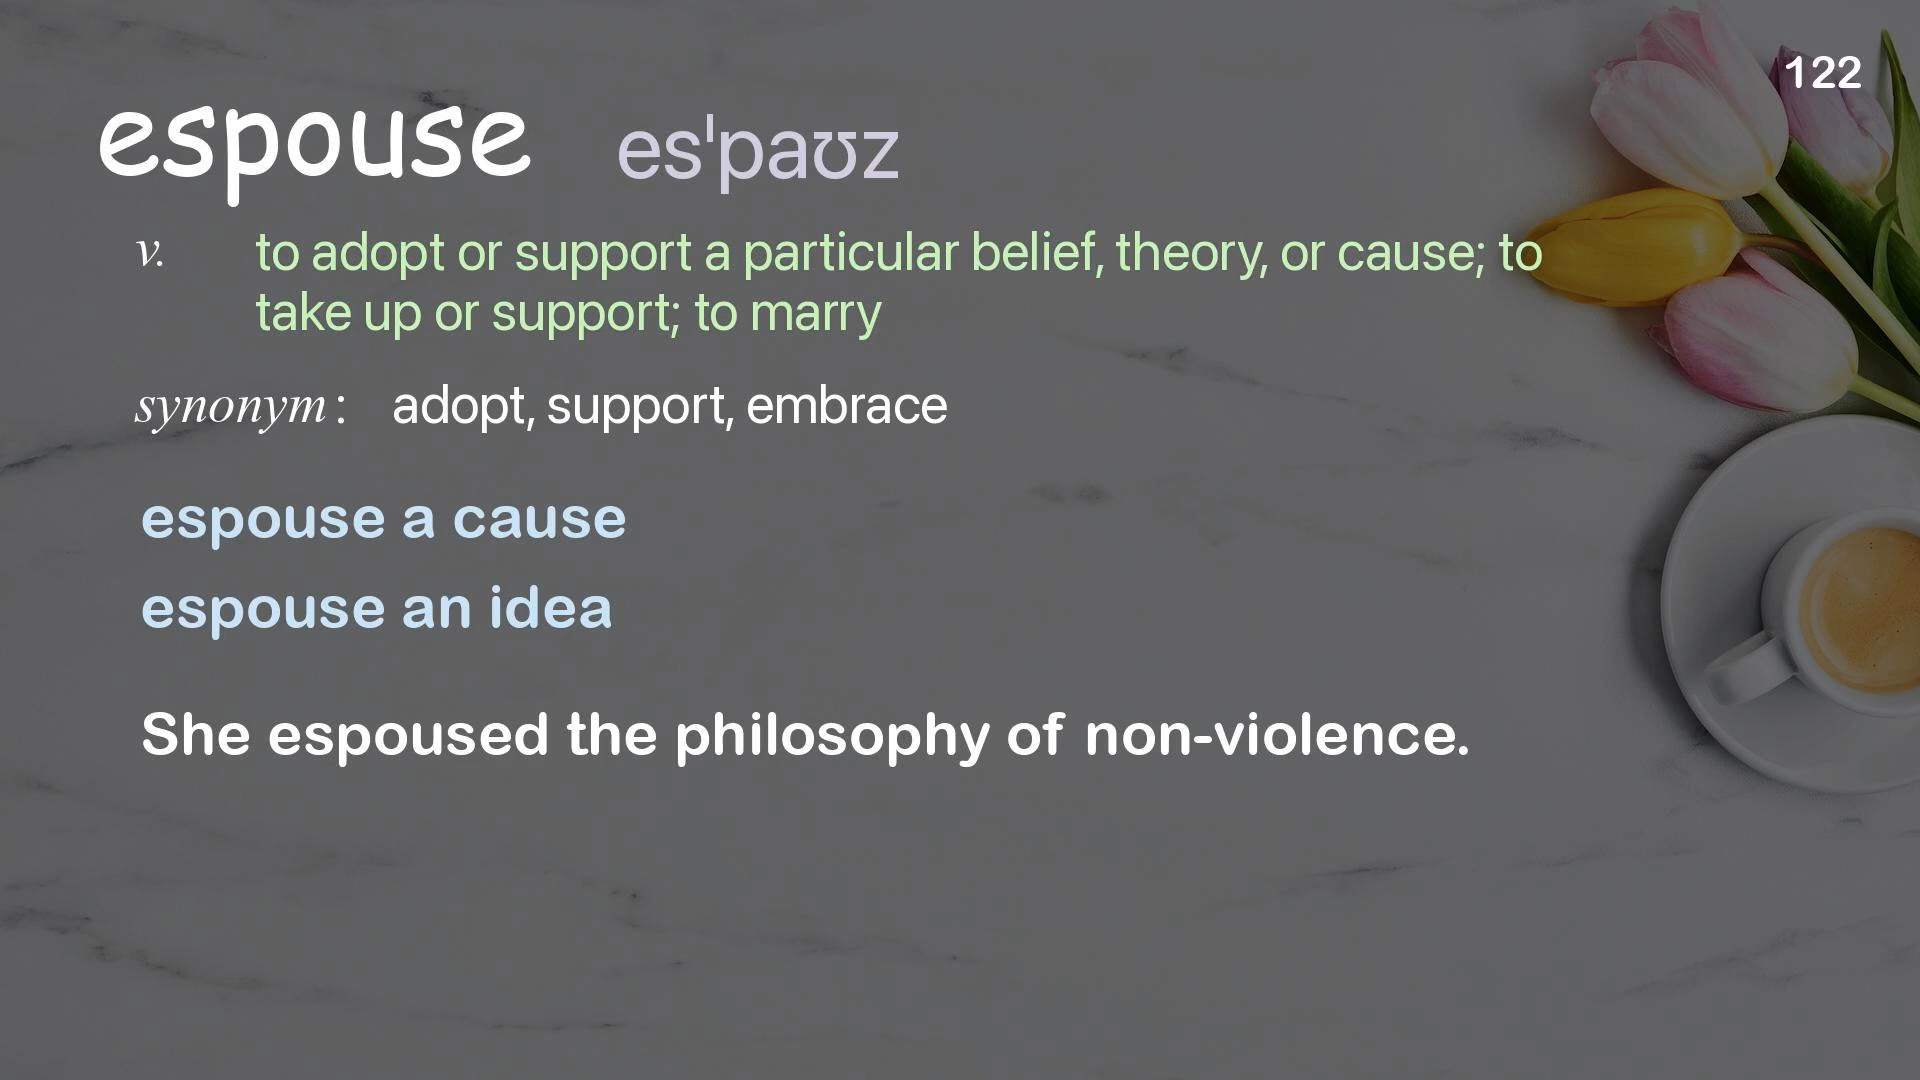 122
espouse es'paʊz
v. to adopt or support a particular belief, theory, or cause; to
take up or support; to marry
synonym: adopt, support, embrace
espouse a cause
espouse an idea
She espoused the philosophy of non-violence.